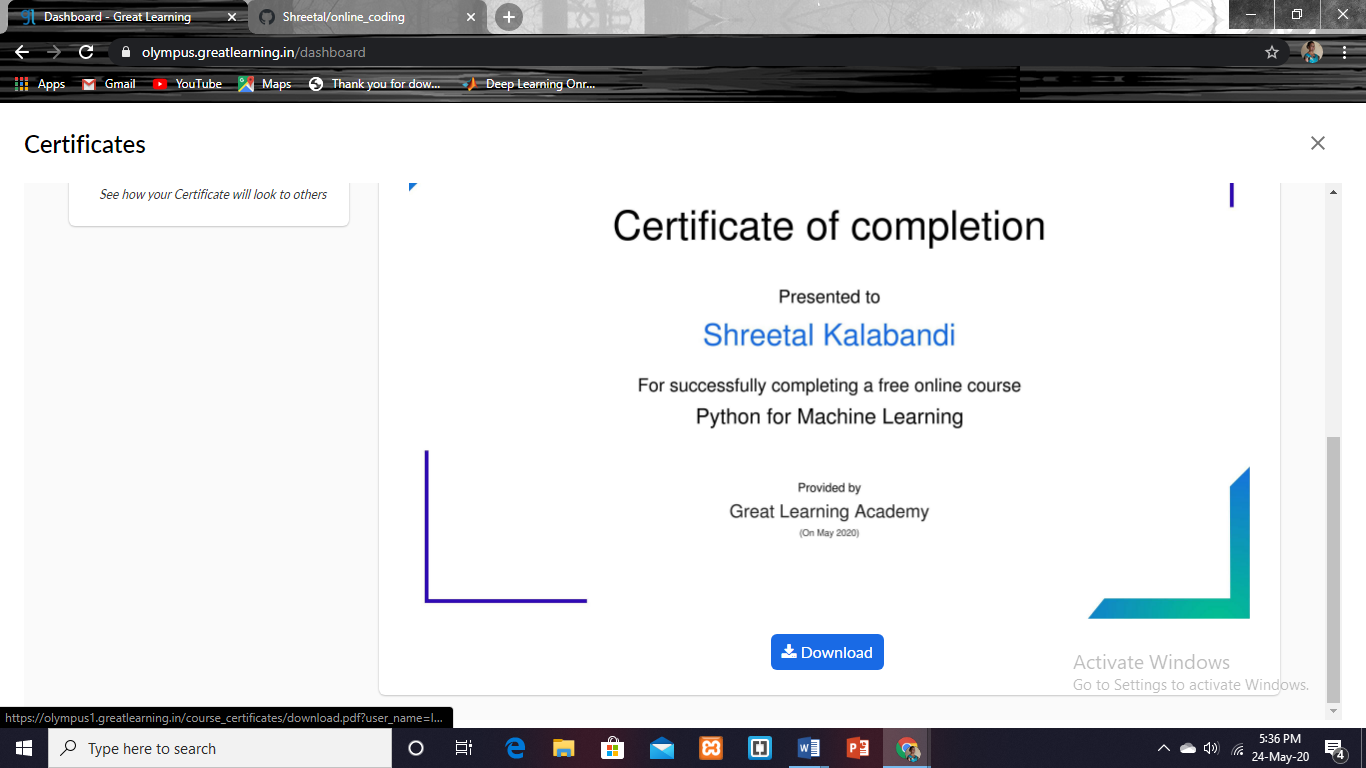 Dashboard - Great Learning
Shreetal/online_coding
olympus.greatlearning.in/dashboard
Apps
Gmail
YouTube
Maps
Thank you for dow...
Deep Learning Onr...
Certificates
See how your Certificate will look to others
Certificate of completion
Presented to
Shreetal Kalabandi
For successfully completing a free online course
Python for Machine Learning
Provided by
Great Learning Academy
(On May 2020)
Download
Activate Windows
Go to Settings to activate Windows.
https://olympus1.greatlearning.in/course_certificates/download.pdf?user_name=l...
Type here to search
5:36 PM
24-May-20
4